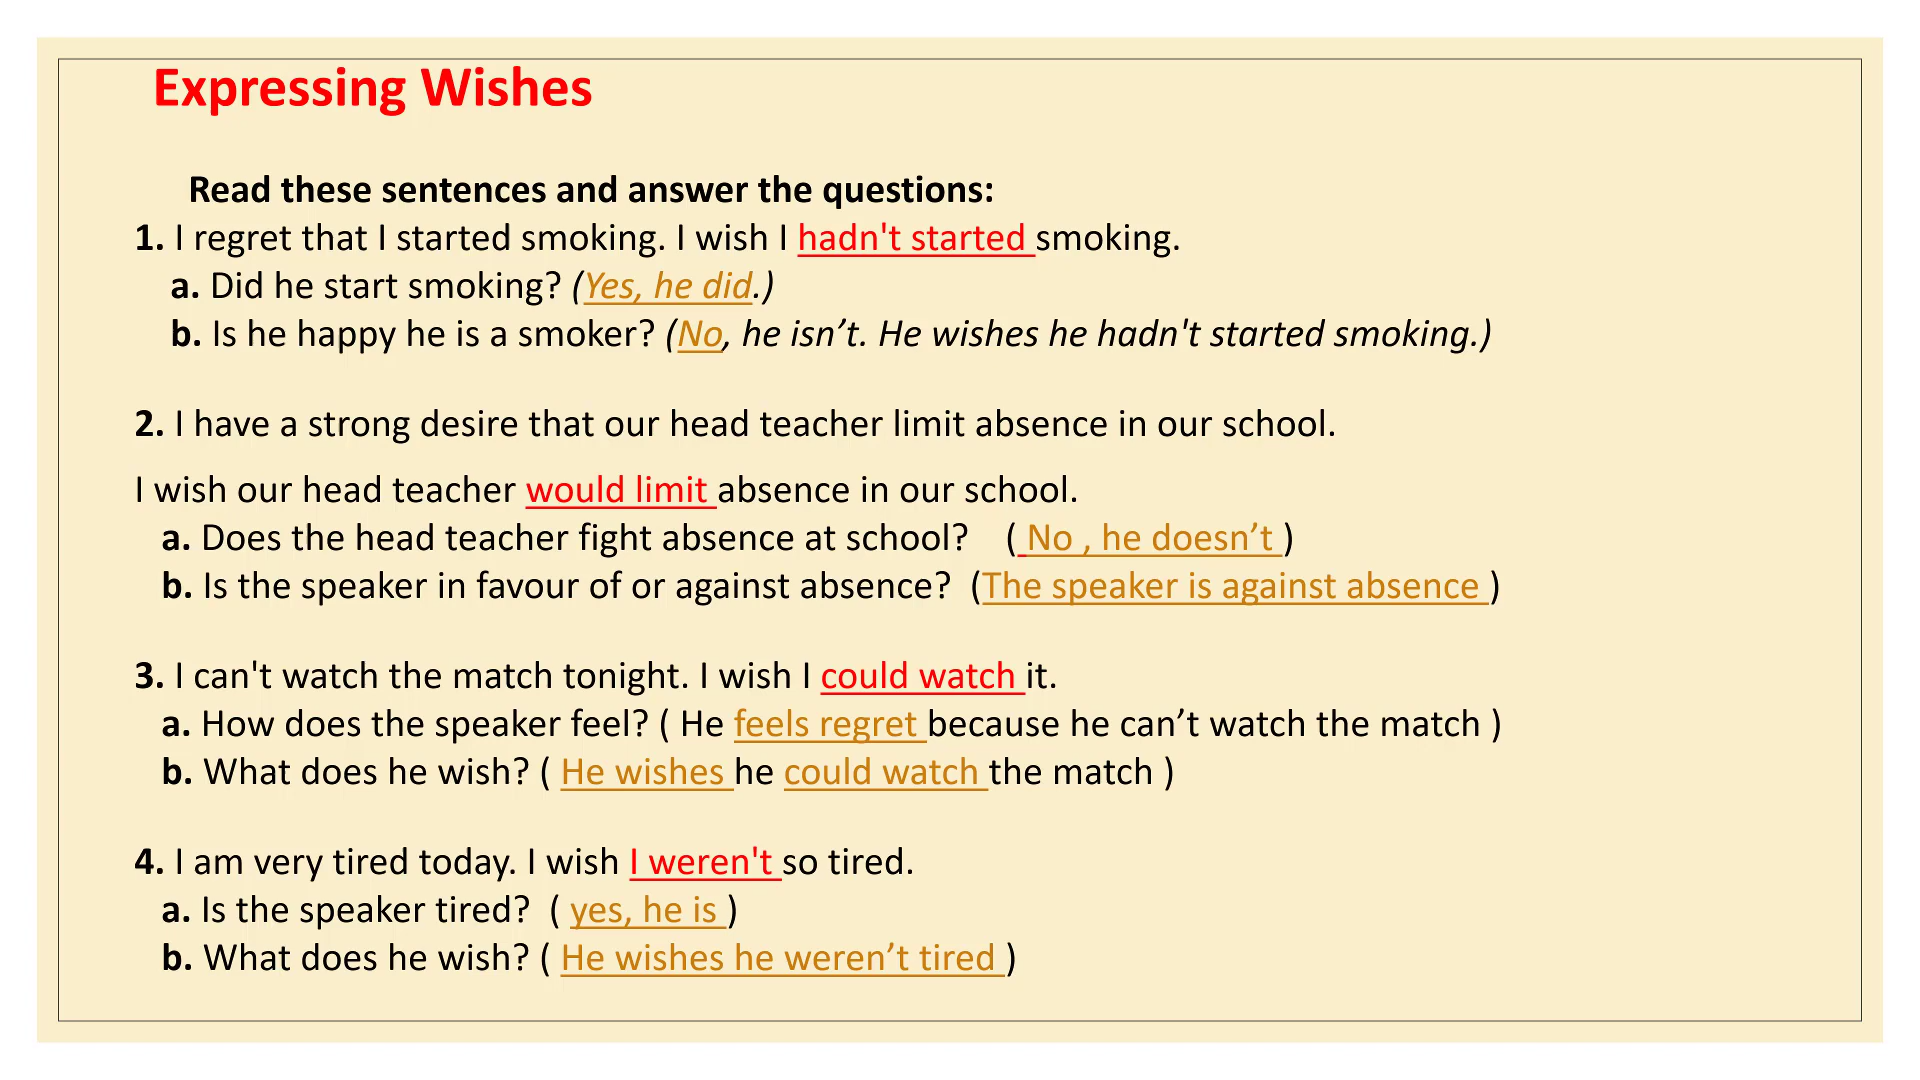 Expressing Wishes
Read these sentences and answer the questions:
1. I regret that I started smoking. I wish I hadn't started smoking.
a. Did he start smoking? (Yes, he did.)
b. Is he happy he is a smoker? (No, he isn’t. He wishes he hadn't started smoking.)
2. I have a strong desire that our head teacher limit absence in our school.
I wish our head teacher would limit absence in our school.
a. Does the head teacher fight absence at school? ( No , he doesn’t )
b. Is the speaker in favour of or against absence? (The speaker is against absence )
3. I can't watch the match tonight. I wish I could watch it.
a. How does the speaker feel? ( He feels regret because he can’t watch the match )
b. What does he wish? ( He wishes he could watch the match )
4. I am very tired today. I wish I weren't so tired.
a. Is the speaker tired? ( yes, he is )
b. What does he wish? ( He wishes he weren’t tired )